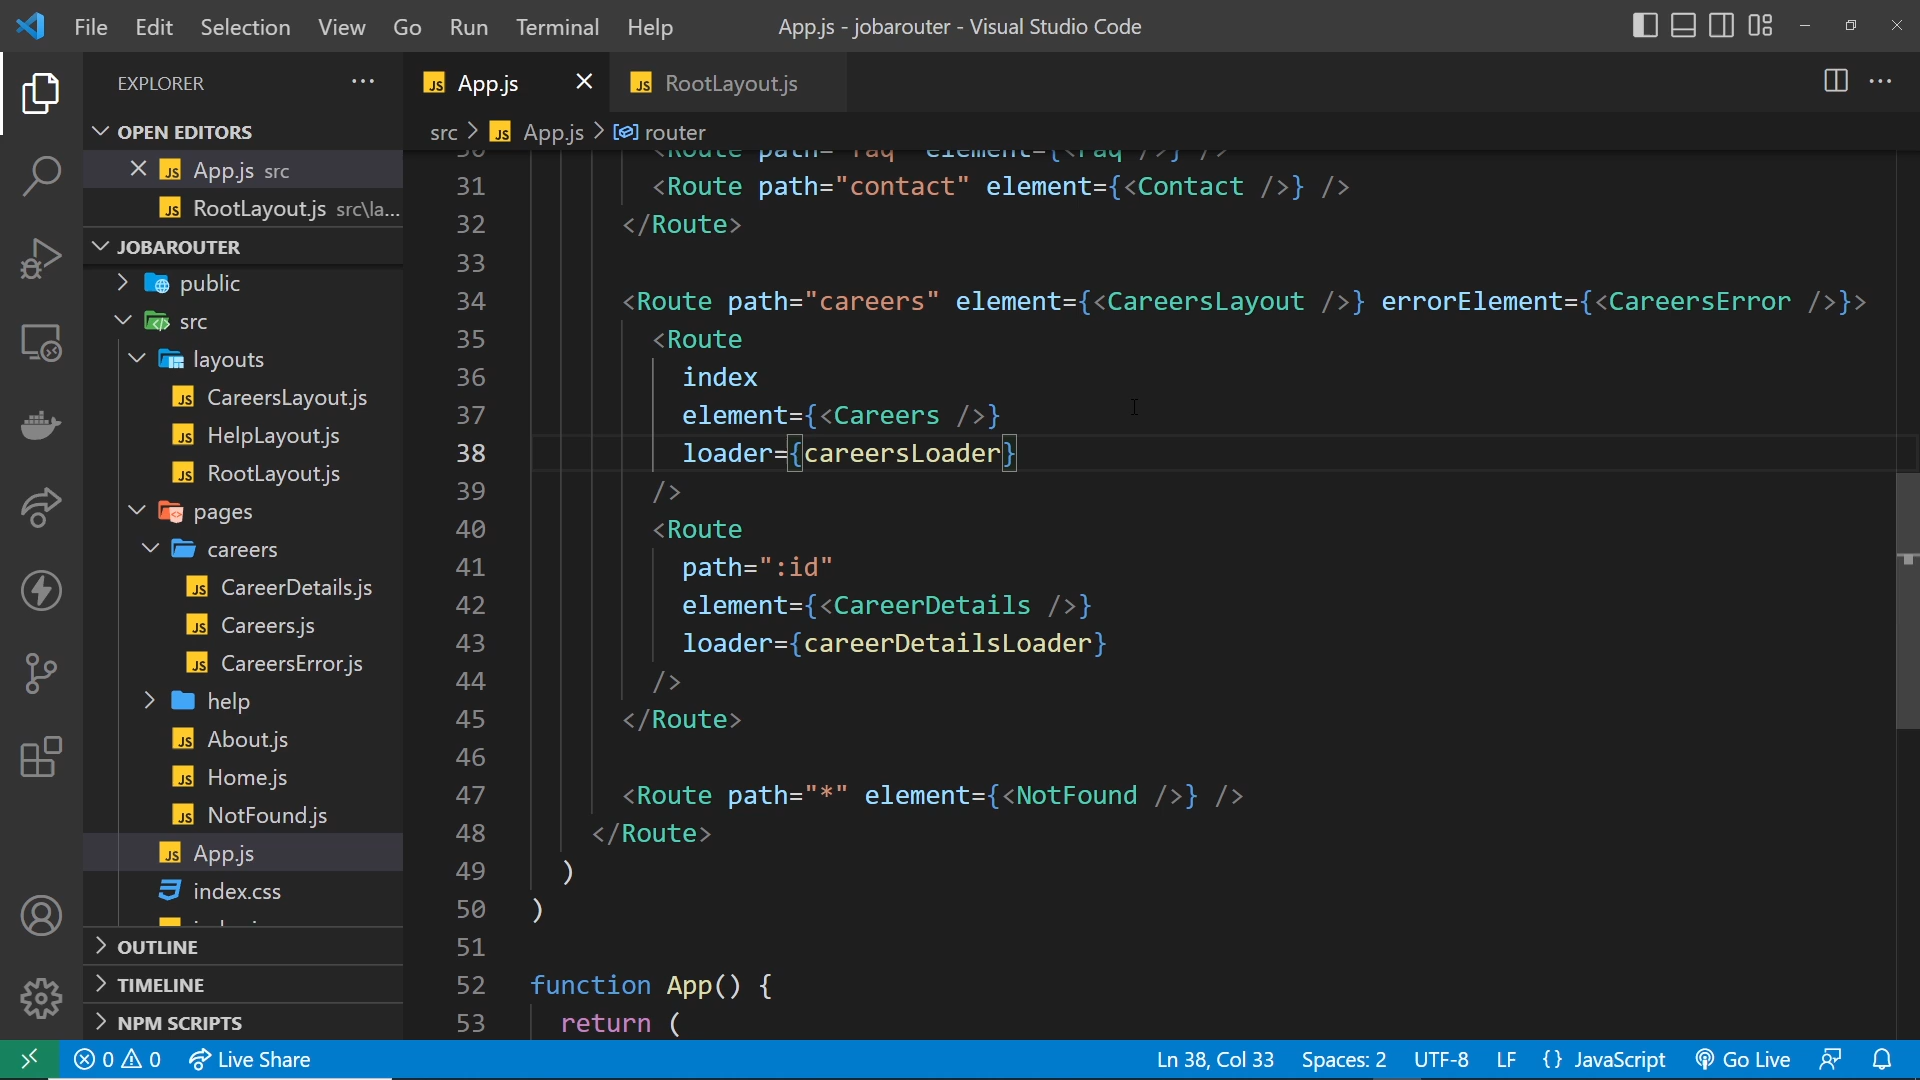 File Edit Selection View Go Run Terminal Help
App.js - jobarouter - Visual Studio Code
EXPLORER
OPEN EDITORS
App.js src
RootLayout.js src\la...
JOBAROUTER
public
src
layouts
CareersLayout.js
HelpLayout.js
RootLayout.js
pages
careers
CareerDetails.js
Careers.js
CareersError.js
help
About.js
Home.js
NotFound.js
App.js
index.css
OUTLINE
TIMELINE
NPM SCRIPTS
App.js
RootLayout.js
src > App.js > router
30 <Route path="faq" element={<Faq />} />
31 <Route path="contact" element={<Contact />} />
32 </Route>
33
34 <Route path="careers" element={<CareersLayout />} errorElement={<CareersError />}>
35 <Route
36 index
37 element={<Careers />}
38 loader={careersLoader}
39 />
40 <Route
41 path=":id"
42 element={<CareerDetails />}
43 loader={careerDetailsLoader}
44 />
45 </Route>
46
47 <Route path="*" element={<NotFound />} />
48 </Route>
49 )
50 )
51
52 function App() {
53 return (
0 0 Live Share
Ln 38, Col 33 Spaces: 2 UTF-8 LF {} JavaScript Go Live